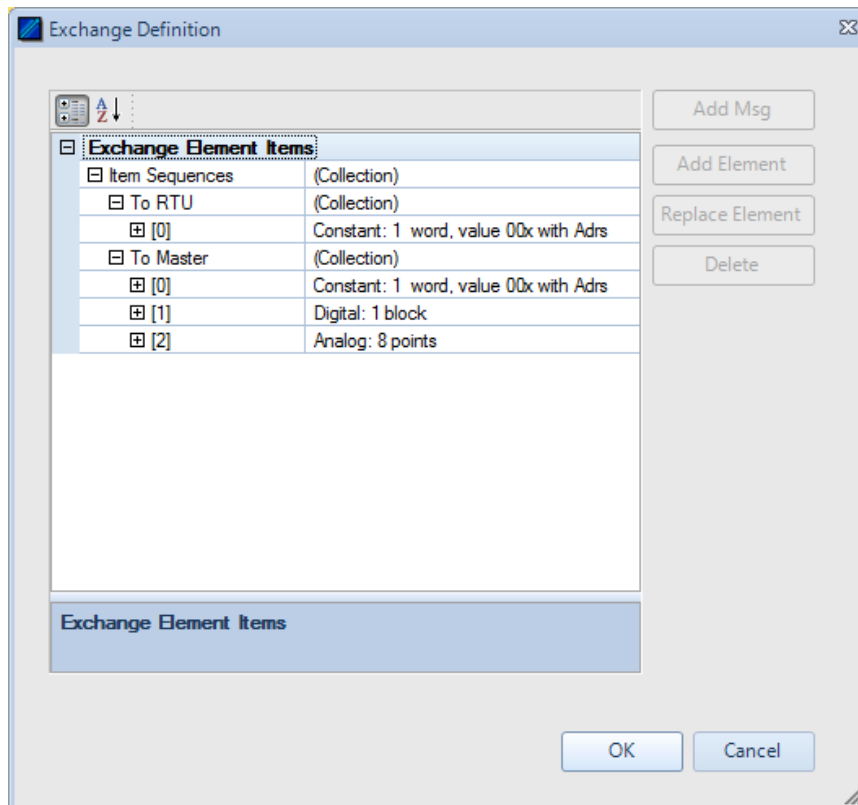 Exchange Definition
A Z
Add Msg
Exchange Element Items
Item Sequences (Collection)
Add Element
To RTU (Collection)
Replace Element
[0] Constant: 1 word, value 00x with Adrs
To Master (Collection)
Delete
[0] Constant: 1 word, value 00x with Adrs
[1] Digital: 1 block
[2] Analog: 8 points
Exchange Element Items
OK Cancel